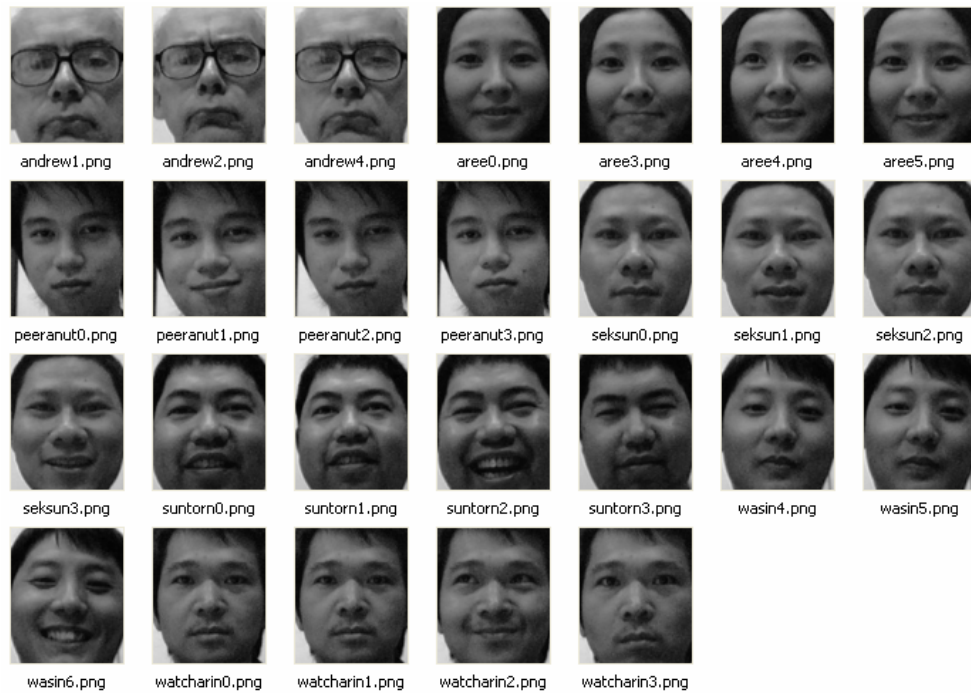 andrew1.png andrew2.png andrew4.png aree0.png aree3.png aree4.png aree5.png
peeranut0.png peeranut1.png peeranut2.png peeranut3.png seksun0.png seksun1.png seksun2.png
seksun3.png suntorn0.png suntorn1.png suntorn2.png suntorn3.png wasin4.png wasin5.png
wasin6.png watcharin0.png watcharin1.png watcharin2.png watcharin3.png